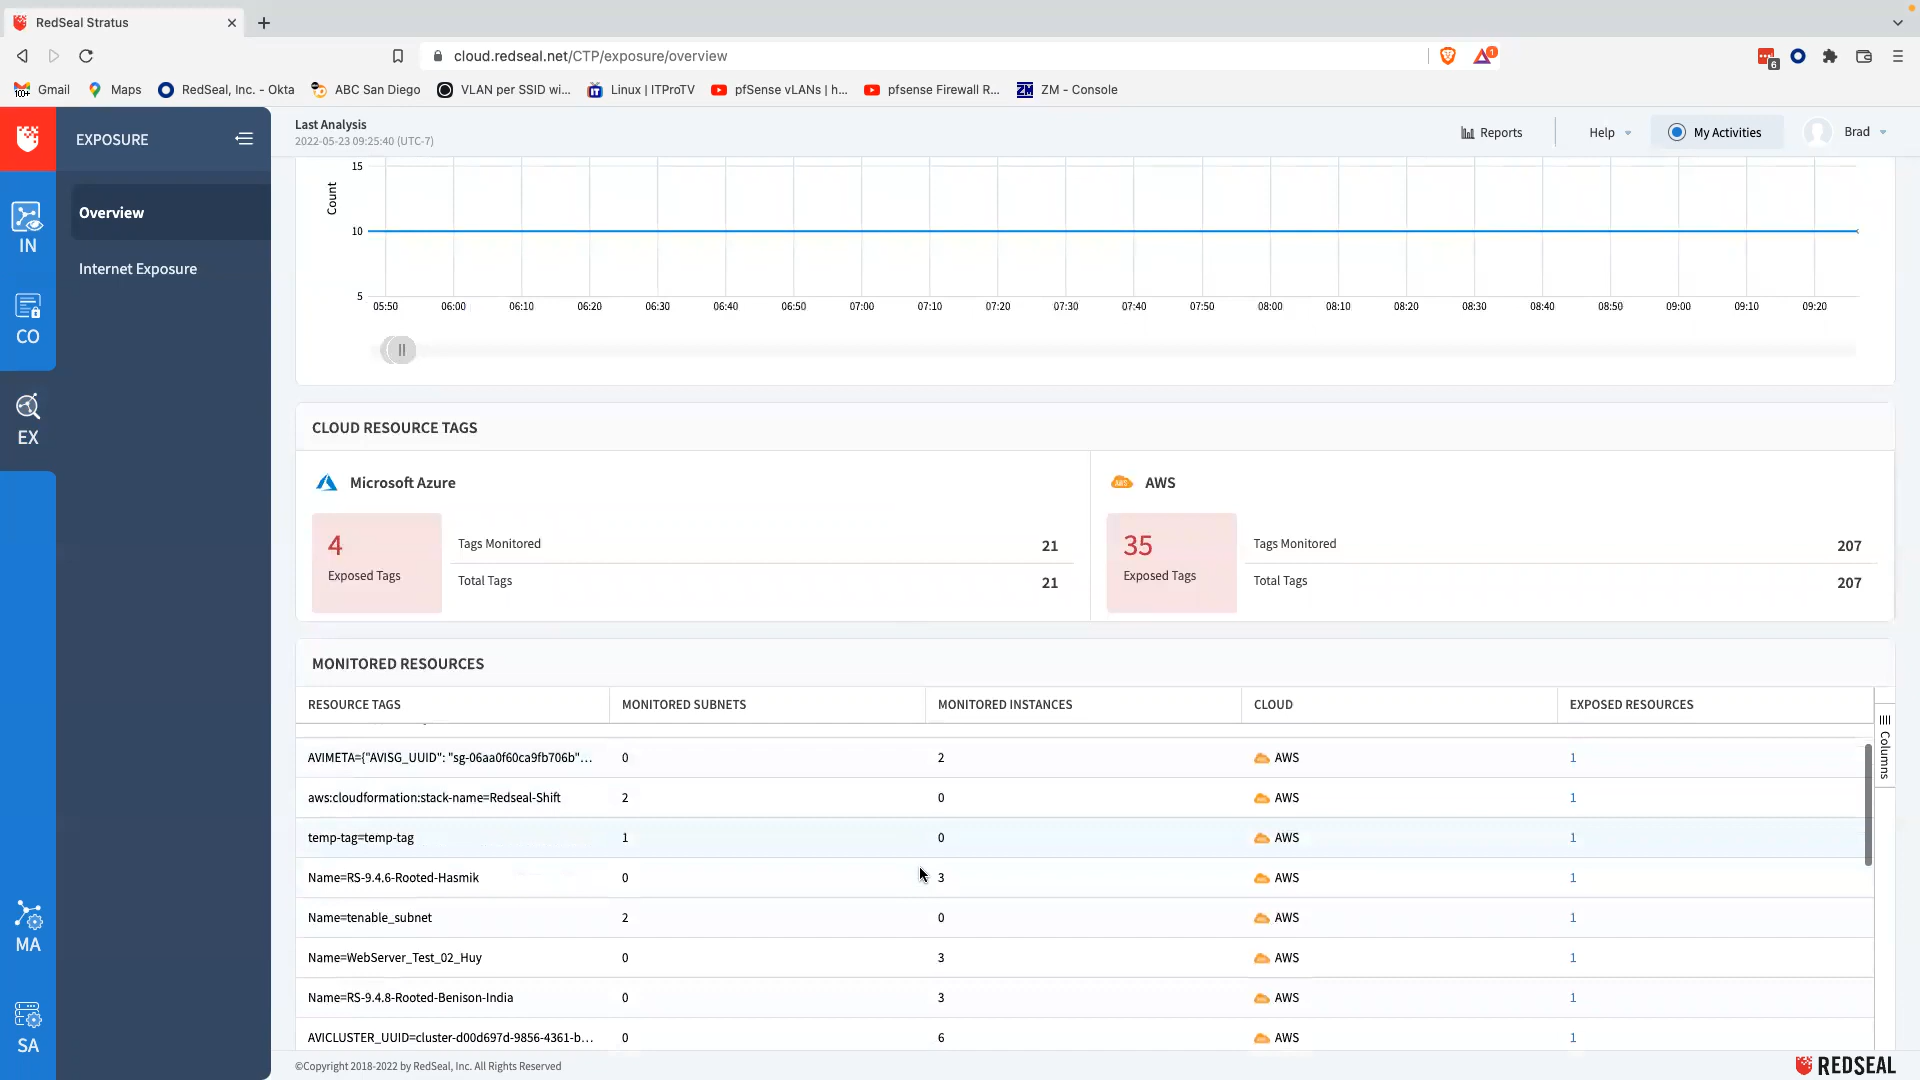 RedSeal Stratus
cloud.redseal.net/CTP/exposure/overview
1
6
Gmail
Maps
RedSeal, Inc. - Okta
ABC San Diego
VLAN per SSID wi...
Linux | ITProTV
pfSense vLANs | h...
pfsense Firewall R...
ZM
ZM - Console
EXPOSURE
Last Analysis
2022-05-23 09:25:40 (UTC-7)
Reports
Help
My Activities
Brad
Overview
Internet Exposure
IN
CO
EX
MA
SA
Count
15
10
5
05:50 06:00 06:10 06:20 06:30 06:40 06:50 07:00 07:10 07:20 07:30 07:40 07:50 08:00 08:10 08:20 08:30 08:40 08:50 09:00 09:10 09:20
CLOUD RESOURCE TAGS
Microsoft Azure
4
Exposed Tags
Tags Monitored 21
Total Tags 21
AWS
AWS
35
Exposed Tags
Tags Monitored 207
Total Tags 207
MONITORED RESOURCES
RESOURCE TAGS MONITORED SUBNETS MONITORED INSTANCES CLOUD EXPOSED RESOURCES
AVIMETA={"AVISG_UUID": "sg-06aa0f60ca9fb706b"... 0 2 AWS 1
aws:cloudformation:stack-name=Redseal-Shift 2 0 AWS 1
temp-tag=temp-tag 1 0 AWS 1
Name=RS-9.4.6-Rooted-Hasmik 0 3 AWS 1
Name=tenable_subnet 2 0 AWS 1
Name=WebServer_Test_02_Huy 0 3 AWS 1
Name=RS-9.4.8-Rooted-Benison-India 0 3 AWS 1
AVICLUSTER_UUID=cluster-d00d697d-9856-4361-b... 0 6 AWS 1
Columns
©Copyright 2018-2022 by RedSeal, Inc. All Rights Reserved
REDSEAL